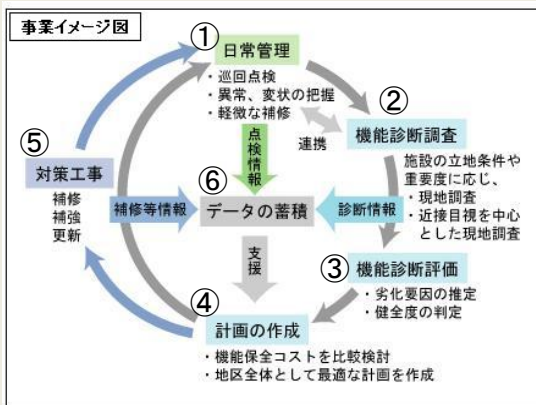 事業イメージ図
①
日常管理
・巡回点検
・異常、変状の把握
・軽微な補修
連携
②
機能診断調査
施設の立地条件や
重要度に応じ、
・現地調査
・近接目視を中心
とした現地調査
点検情報
⑤
対策工事
補修
補強
更新
補修等情報
⑥
データの蓄積
診断情報
支援
③
機能診断評価
・劣化要因の推定
・健全度の判定
④
計画の作成
・機能保全コストを比較検討
・地区全体として最適な計画を作成